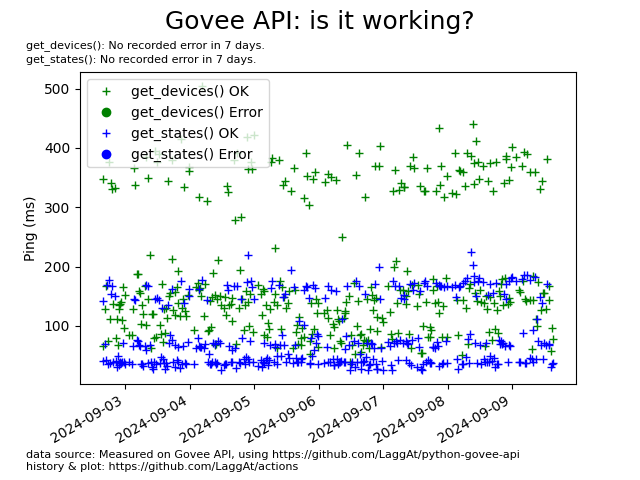 Govee API: is it working?
get_devices(): No recorded error in 7 days.
get_states(): No recorded error in 7 days.
get_devices() OK
get_devices() Error
get_states() OK
get_states() Error
500
400
300
200
100
Ping (ms)
2024-09-03
2024-09-04
2024-09-05
2024-09-06
2024-09-07
2024-09-08
2024-09-09
data source: Measured on Govee API, using https://github.com/LaggAt/python-govee-api
history & plot: https://github.com/LaggAt/actions